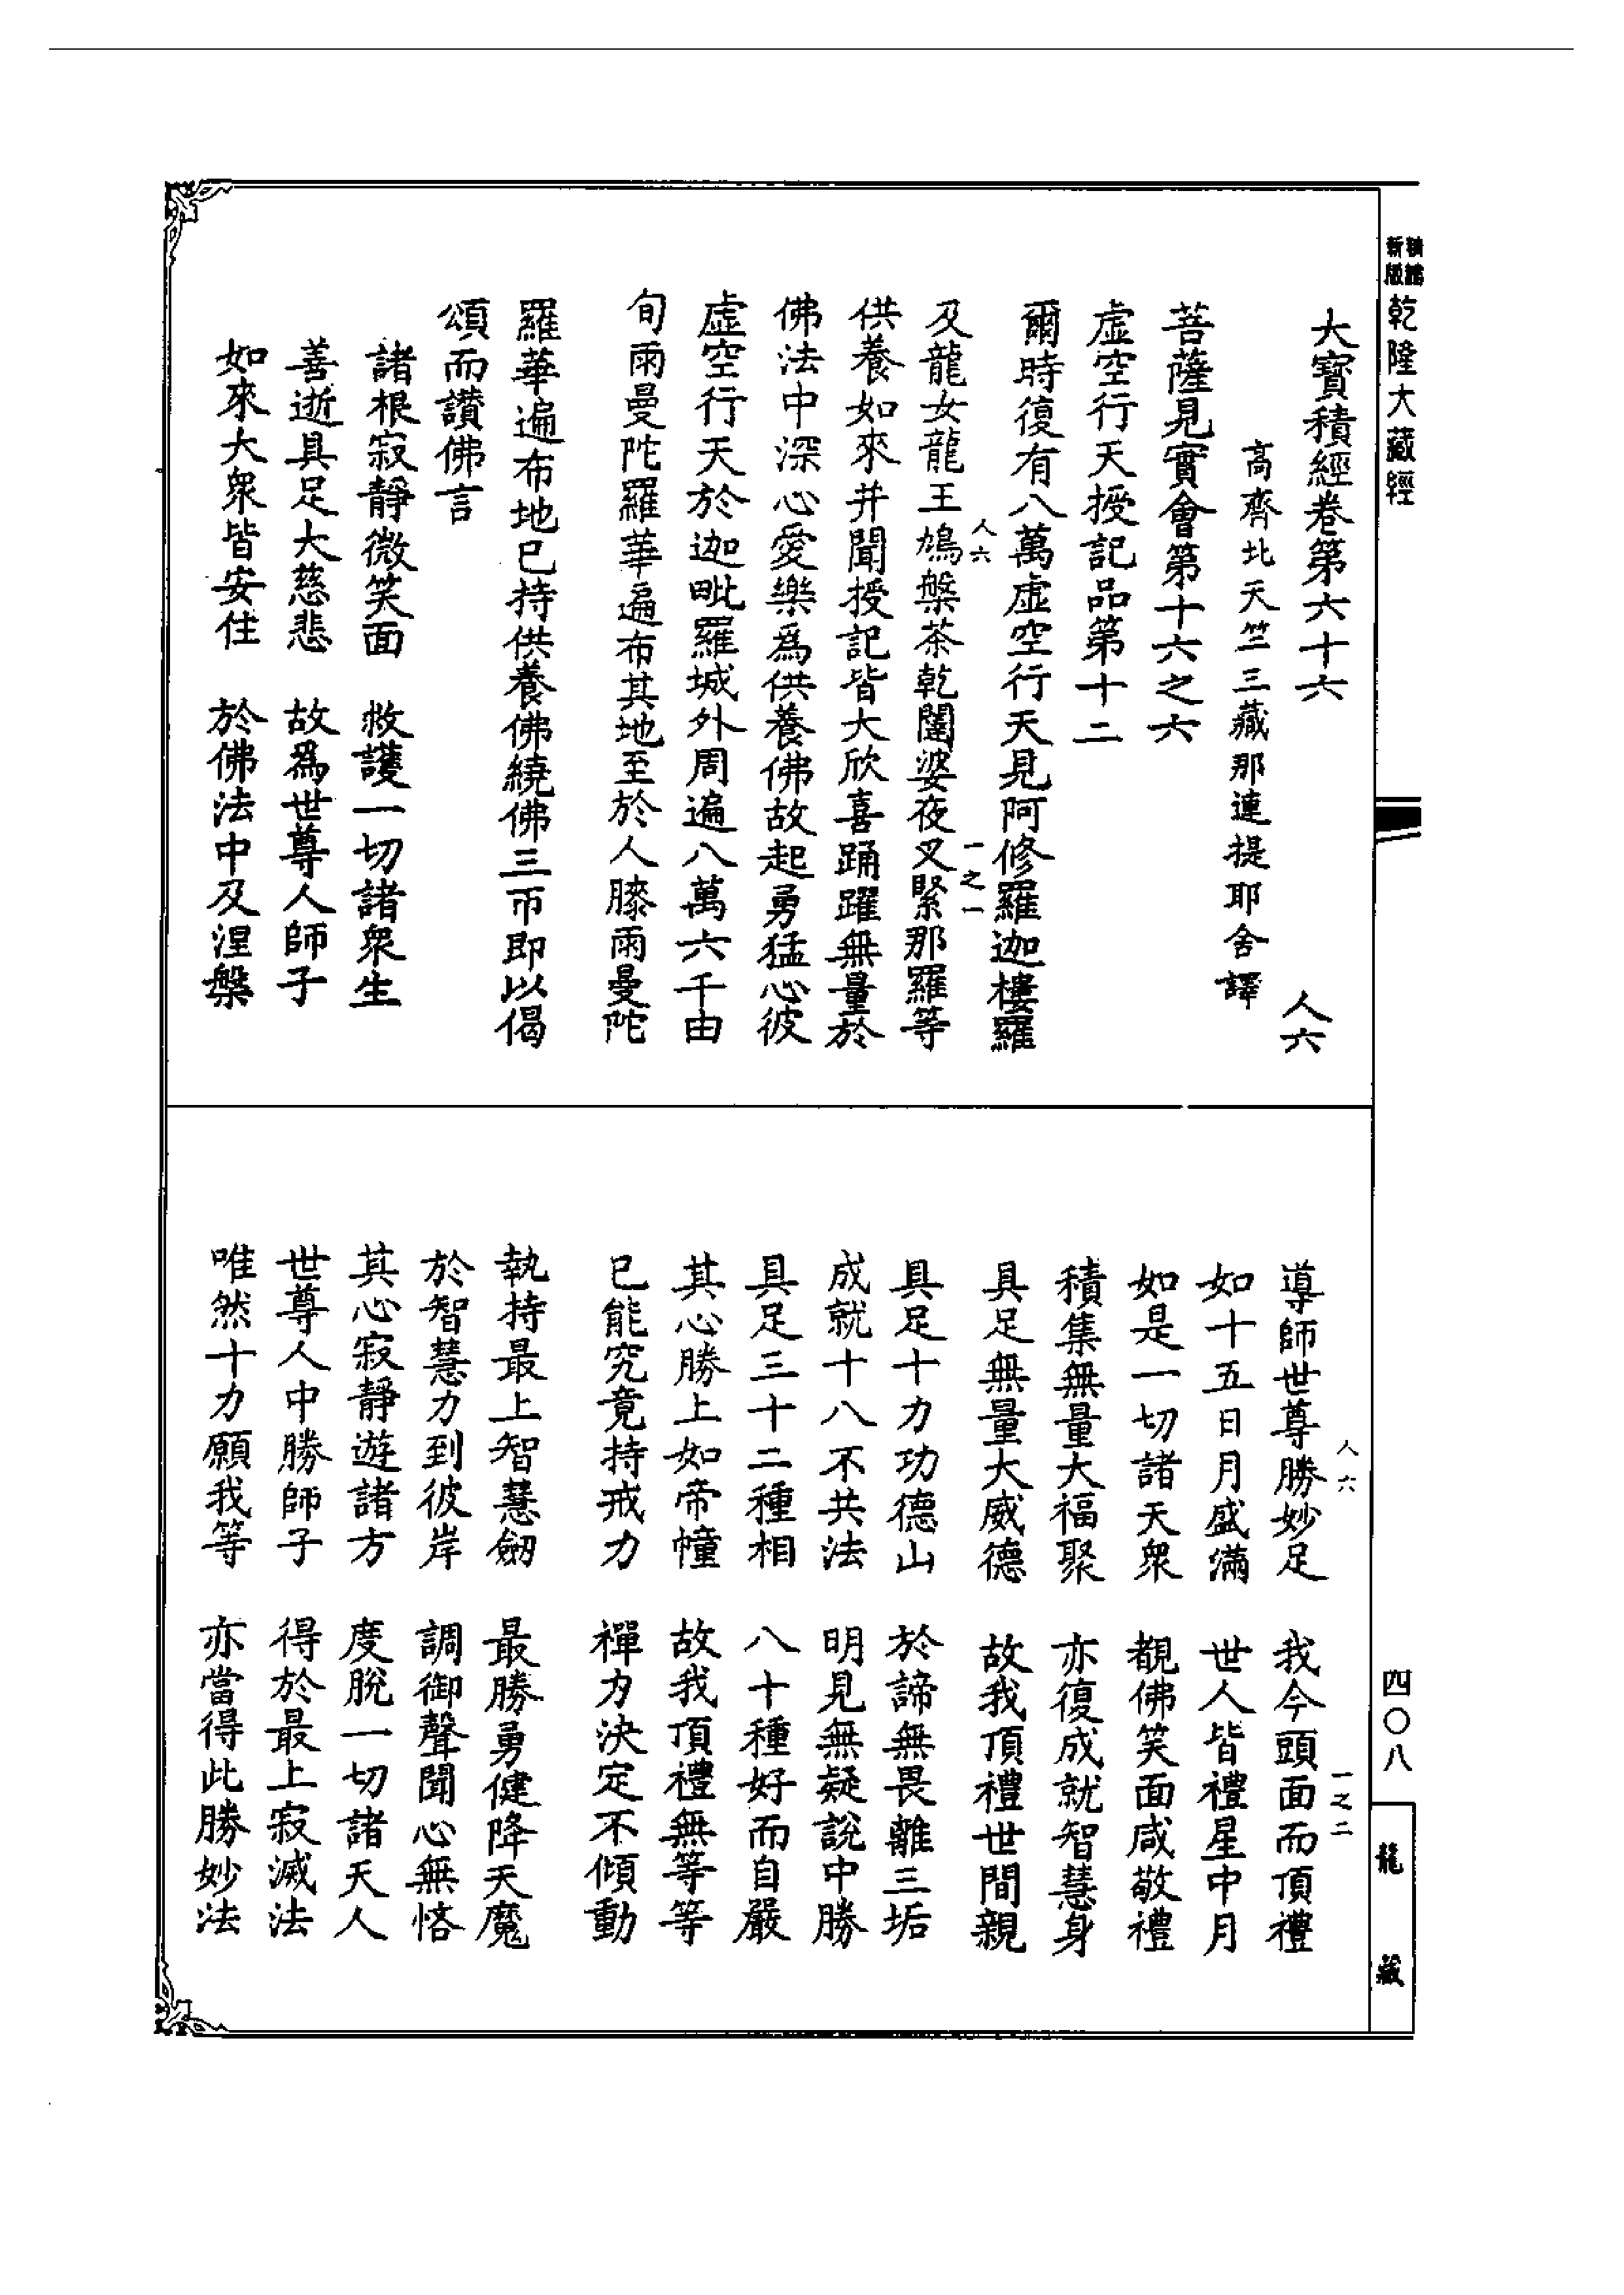 新版
乾隆大藏經
大寶積經卷第六十六
人六
高齊北天竺三藏那連提耶舍譯
菩薩見實會第十六之六
虛空行天授記品第十二
爾時復有八萬虛空行天見阿修羅迦樓羅
人六
一之一
及龍女龍王鳩槃茶乾闥婆夜叉緊那羅等
供養如來并聞授記皆大欣喜踊躍無量於
佛法中深心愛樂為供養佛故起勇猛心彼
虛空行天於迦毗羅城外周遍八萬六千由
旬雨曼陀羅華遍布其地至於人膝雨曼陀
羅華遍布地已持供養佛繞佛三帀即以偈
頌而讚佛言
諸根寂靜微笑面　救護一切諸衆生
善逝具足大慈悲　故為世尊人師子
如來大衆皆安住　於佛法中及涅槃
人六
一之二
導師世尊勝妙足　我今頭面而頂禮
如十五日月盛滿　世人皆禮星中月
如是一切諸天衆　覩佛笑面咸敬禮
積集無量大福聚　亦復成就智慧身
具足無量大威德　故我頂禮世間親
具足十力功德山　於諦無畏離三垢
成就十八不共法　明見無疑說中勝
具足三十二種相　八十種好而自嚴
其心勝上如帝幢　故我頂禮無等等
已能究竟持戒力　禪力決定不傾動
執持最上智慧劒　最勝勇健降天魔
於智慧力到彼岸　調御聲聞心無悋
其心寂靜遊諸方　度脫一切諸天人
世尊人中勝師子　得於最上寂滅法
唯然十力願我等　亦當得此勝妙法
四〇八
龍藏